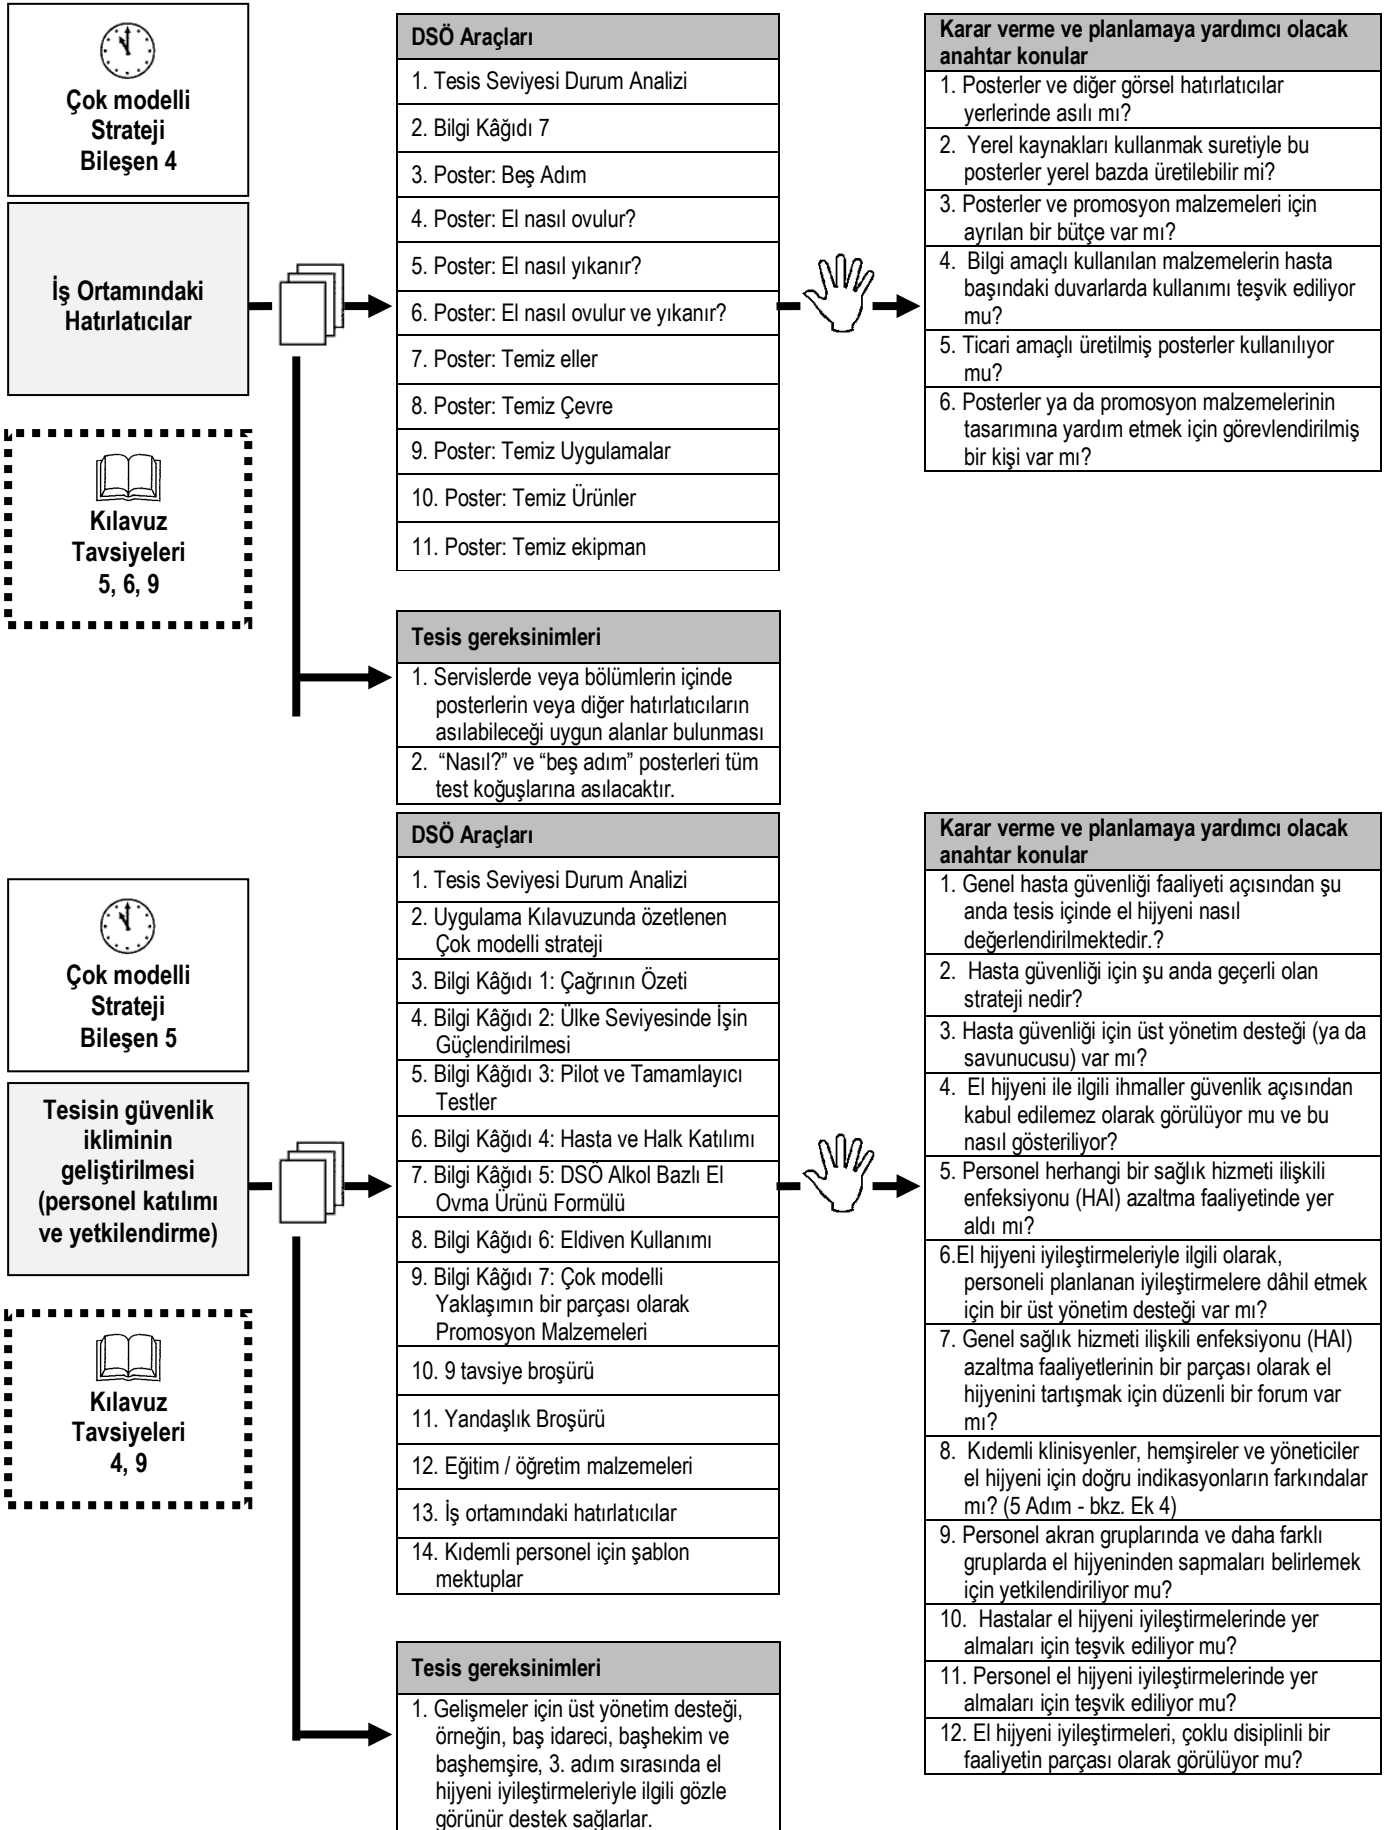 Çok modelli
Strateji
Bileşen 4
İş Ortamındaki
Hatırlatıcılar
Kılavuz
Tavsiyeleri
5, 6, 9
DSÖ Araçları
1. Tesis Seviyesi Durum Analizi
2. Bilgi Kâğıdı 7
3. Poster: Beş Adım
4. Poster: El nasıl ovulur?
5. Poster: El nasıl yıkanır?
6. Poster: El nasıl ovulur ve yıkanır?
7. Poster: Temiz eller
8. Poster: Temiz Çevre
9. Poster: Temiz Uygulamalar
10. Poster: Temiz Ürünler
11. Poster: Temiz ekipman
Tesis gereksinimleri
1. Servislerde veya bölümlerin içinde
posterlerin veya diğer hatırlatıcıların
asılabileceği uygun alanlar bulunması
2. “Nasıl?” ve “beş adım” posterleri tüm
test koğuşlarına asılacaktır.
Karar verme ve planlamaya yardımcı olacak
anahtar konular
1. Posterler ve diğer görsel hatırlatıcılar
yerlerinde asılı mı?
2. Yerel kaynakları kullanmak suretiyle bu
posterler yerel bazda üretilebilir mi?
3. Posterler ve promosyon malzemeleri için
ayrılan bir bütçe var mı?
4. Bilgi amaçlı kullanılan malzemelerin hasta
başındaki duvarlarda kullanımı teşvik ediliyor
mu?
5. Ticari amaçlı üretilmiş posterler kullanılıyor
mu?
6. Posterler ya da promosyon malzemelerinin
tasarımına yardım etmek için görevlendirilmiş
bir kişi var mı?
Çok modelli
Strateji
Bileşen 5
Tesisin güvenlik
ikliminin
geliştirilmesi
(personel katılımı
ve yetkilendirme)
Kılavuz
Tavsiyeleri
4, 9
DSÖ Araçları
1. Tesis Seviyesi Durum Analizi
2. Uygulama Kılavuzunda özetlenen
Çok modelli strateji
3. Bilgi Kâğıdı 1: Çağrının Özeti
4. Bilgi Kâğıdı 2: Ülke Seviyesinde İşin
Güçlendirilmesi
5. Bilgi Kâğıdı 3: Pilot ve Tamamlayıcı
Testler
6. Bilgi Kâğıdı 4: Hasta ve Halk Katılımı
7. Bilgi Kâğıdı 5: DSÖ Alkol Bazlı El
Ovma Ürünü Formülü
8. Bilgi Kâğıdı 6: Eldiven Kullanımı
9. Bilgi Kâğıdı 7: Çok modelli
Yaklaşımın bir parçası olarak
Promosyon Malzemeleri
10. 9 tavsiye broşürü
11. Yandaşlık Broşürü
12. Eğitim / öğretim malzemeleri
13. İş ortamındaki hatırlatıcılar
14. Kıdemli personel için şablon
mektuplar
Tesis gereksinimleri
1. Gelişmeler için üst yönetim desteği,
örneğin, baş idareci, başhekim ve
başhemşire, 3. adım sırasında el
hijyeni iyileştirmeleriyle ilgili gözle
görünür destek sağlarlar.
Karar verme ve planlamaya yardımcı olacak
anahtar konular
1. Genel hasta güvenliği faaliyeti açısından şu
anda tesis içinde el hijyeni nasıl
değerlendirilmektedir.?
2. Hasta güvenliği için şu anda geçerli olan
strateji nedir?
3. Hasta güvenliği için üst yönetim desteği (ya da
savunucusu) var mı?
4. El hijyeni ile ilgili ihmaller güvenlik açısından
kabul edilemez olarak görülüyor mu ve bu
nasıl gösteriliyor?
5. Personel herhangi bir sağlık hizmeti ilişkili
enfeksiyonu (HAI) azaltma faaliyetinde yer
aldı mı?
6.El hijyeni iyileştirmeleriyle ilgili olarak,
personeli planlanan iyileştirmelere dâhil etmek
için bir üst yönetim desteği var mı?
7. Genel sağlık hizmeti ilişkili enfeksiyonu (HAI)
azaltma faaliyetlerinin bir parçası olarak el
hijyenini tartışmak için düzenli bir forum var
mı?
8. Kıdemli klinisyenler, hemşireler ve yöneticiler
el hijyeni için doğru indikasyonların farkındalar
mı? (5 Adım - bkz. Ek 4)
9. Personel akran gruplarında ve daha farklı
gruplarda el hijyeninden sapmaları belirlemek
için yetkilendiriliyor mu?
10. Hastalar el hijyeni iyileştirmelerinde yer
almaları için teşvik ediliyor mu?
11. Personel el hijyeni iyileştirmelerinde yer
almaları için teşvik ediliyor mu?
12. El hijyeni iyileştirmeleri, çoklu disiplinli bir
faaliyetin parçası olarak görülüyor mu?